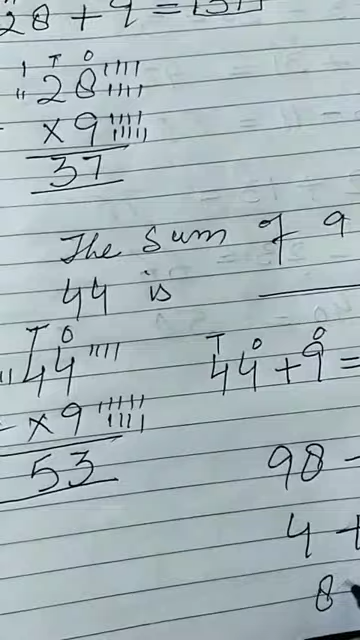 28 + 9 = 37
T O
28
× 9
37
The Sum of 9
44 is
T O
44
× 9
53
T O O
44 + 9 =
98 -
4 +
8